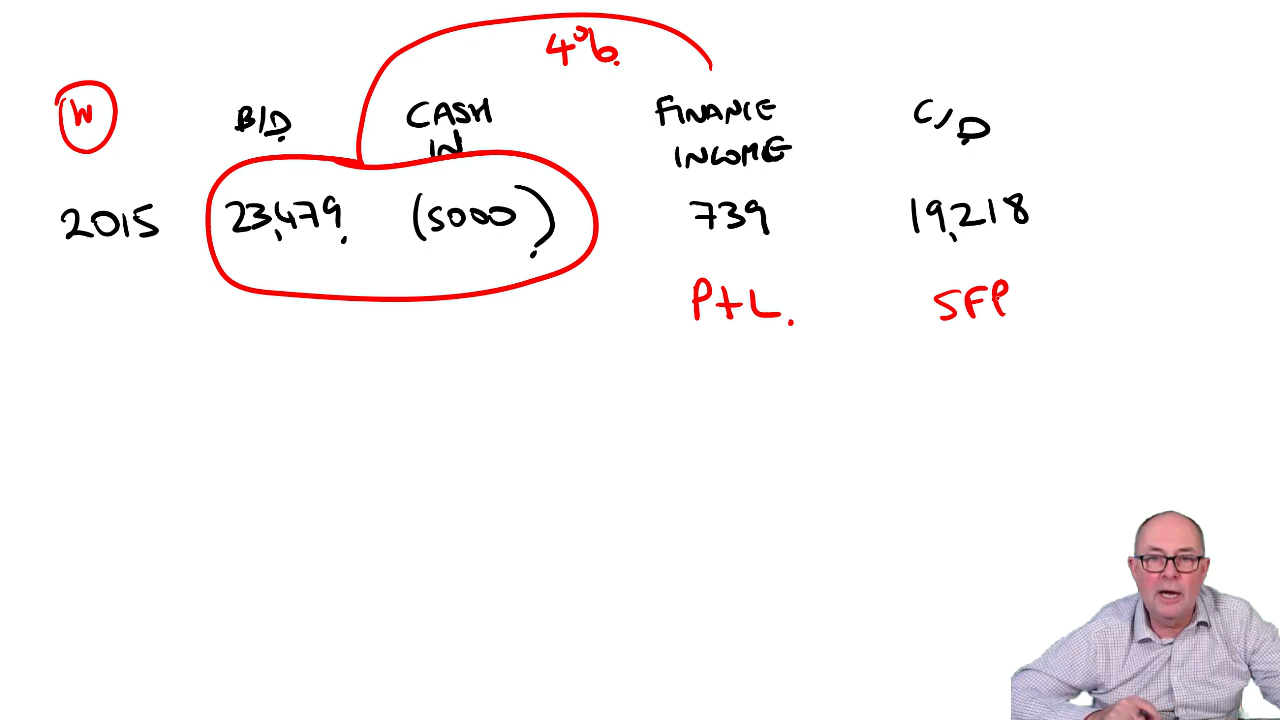 4%
W B/D CASH IN FINANCE INCOME C/D
2015 23,479 (5000) 739 19,218
P+L. SFP